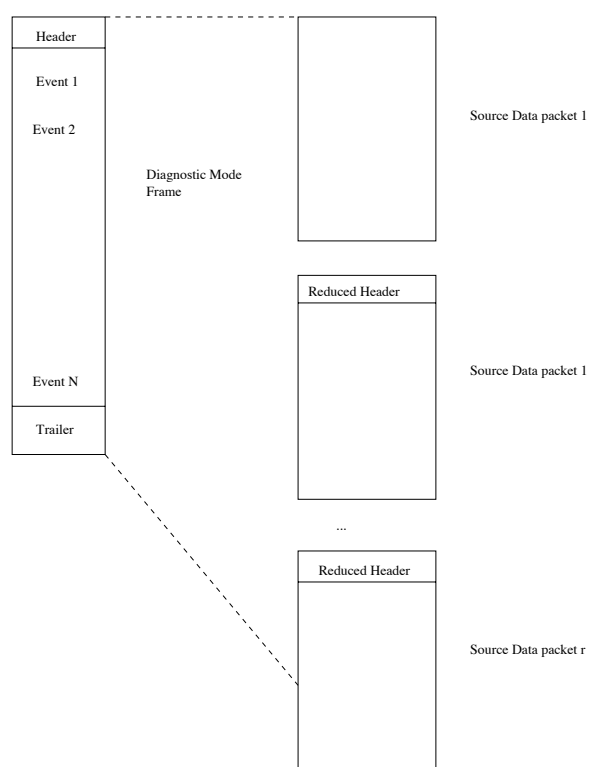 Header
Event 1
Event 2
Event N
Trailer
Diagnostic Mode
Frame
Source Data packet 1
Reduced Header
Source Data packet 1
...
Reduced Header
Source Data packet r